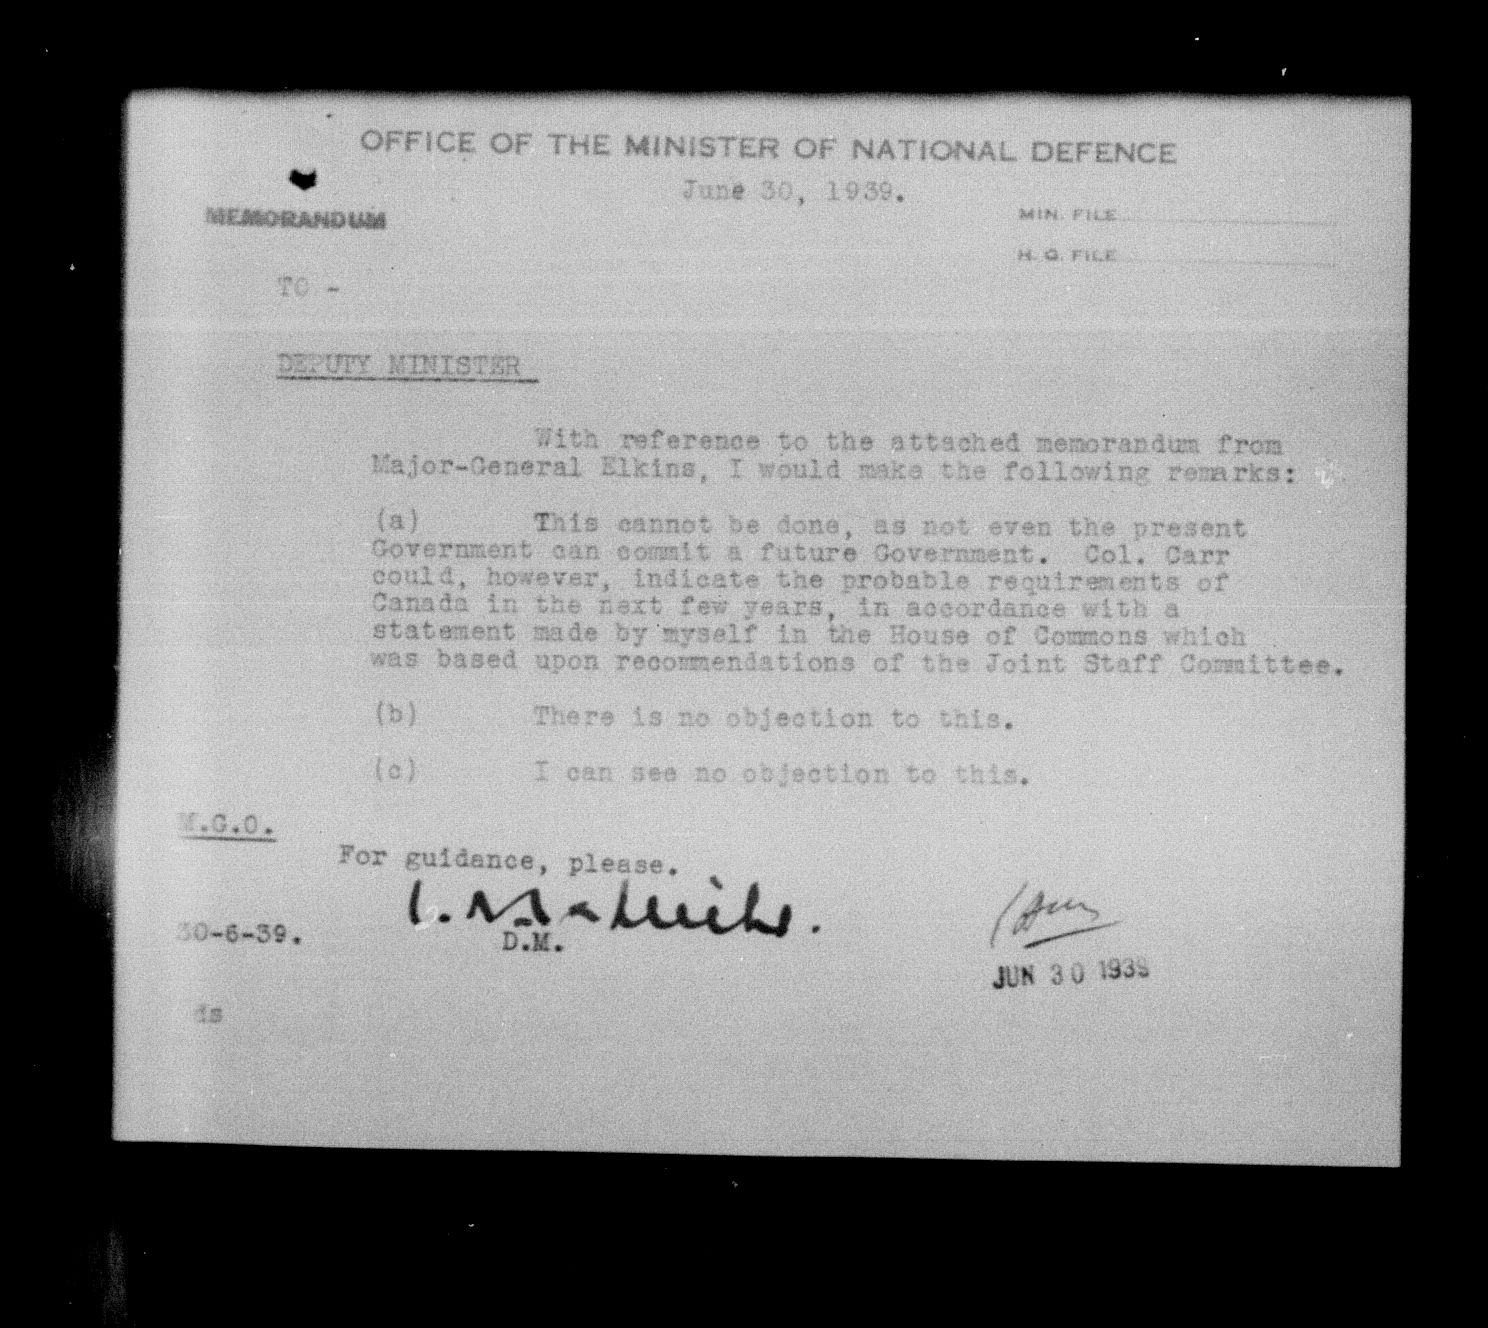 OFFICE OF THE MINISTER OF NATIONAL DEFENCE
June 30, 1939.
MEMORANDUM
MIN. FILE
H. Q. FILE
TO -
DEPUTY MINISTER
With reference to the attached memorandum from
Major-General Elkins, I would make the following remarks:
(a) This cannot be done, as not even the present
Government can commit a future Government. Col. Carr
could, however, indicate the probable requirements of
Canada in the next few years, in accordance with a
statement made by myself in the House of Commons which
was based upon recommendations of the Joint Staff Committee.
(b) There is no objection to this.
(c) I can see no objection to this.
M.G.O.
For guidance, please.
30-6-39.
D.M.
JUN 30 1939
ds